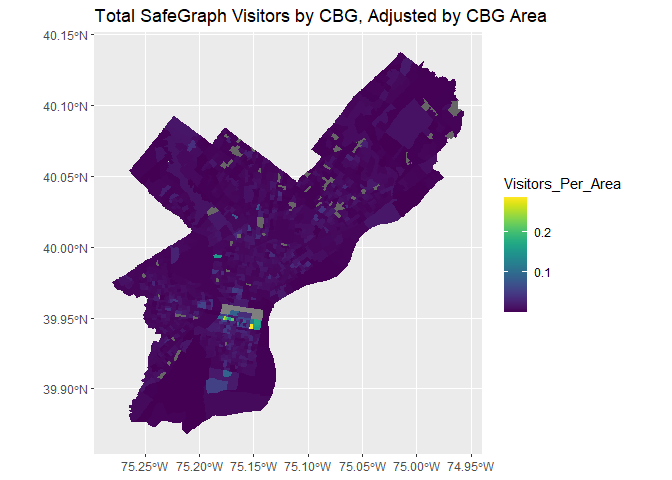 Total SafeGraph Visitors by CBG, Adjusted by CBG Area
40.15°N
40.10°N
40.05°N
40.00°N
39.95°N
39.90°N
75.25°W 75.20°W 75.15°W 75.10°W 75.05°W 75.00°W 74.95°W
Visitors_Per_Area
0.2
0.1